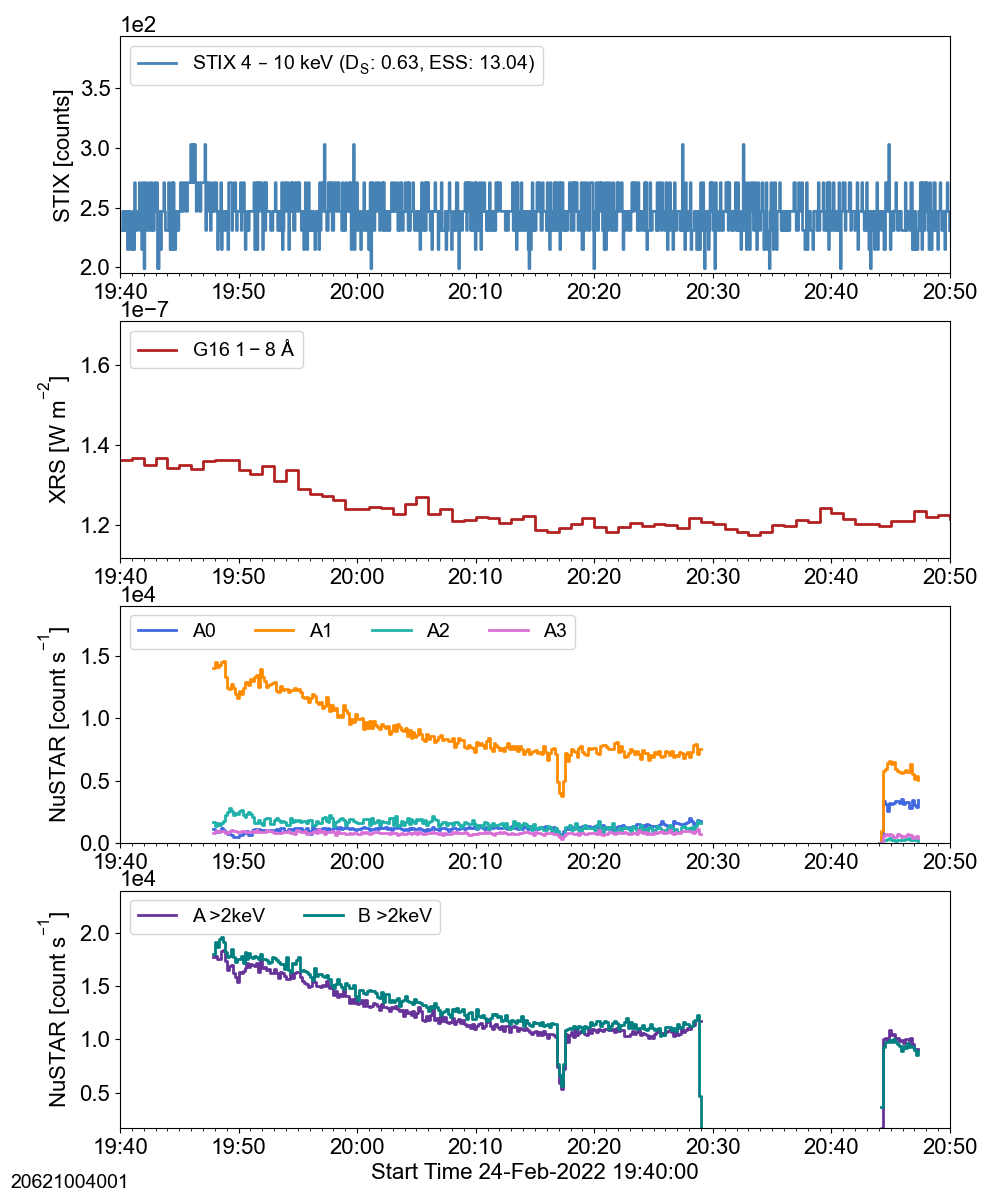 1e2
STIX 4 – 10 keV (D_S: 0.63, ESS: 13.04)
STIX [counts]
3.5
3.0
2.5
2.0
19:40 19:50 20:00 20:10 20:20 20:30 20:40 20:50
1e−7
G16 1 – 8 Å
XRS [W m⁻²]
1.6
1.4
1.2
19:40 19:50 20:00 20:10 20:20 20:30 20:40 20:50
1e4
A0 A1 A2 A3
NuSTAR [count s⁻¹]
1.5
1.0
0.5
0.0
19:40 19:50 20:00 20:10 20:20 20:30 20:40 20:50
1e4
A >2keV B >2keV
NuSTAR [count s⁻¹]
2.0
1.5
1.0
0.5
19:40 19:50 20:00 20:10 20:20 20:30 20:40 20:50
Start Time 24-Feb-2022 19:40:00
20621004001